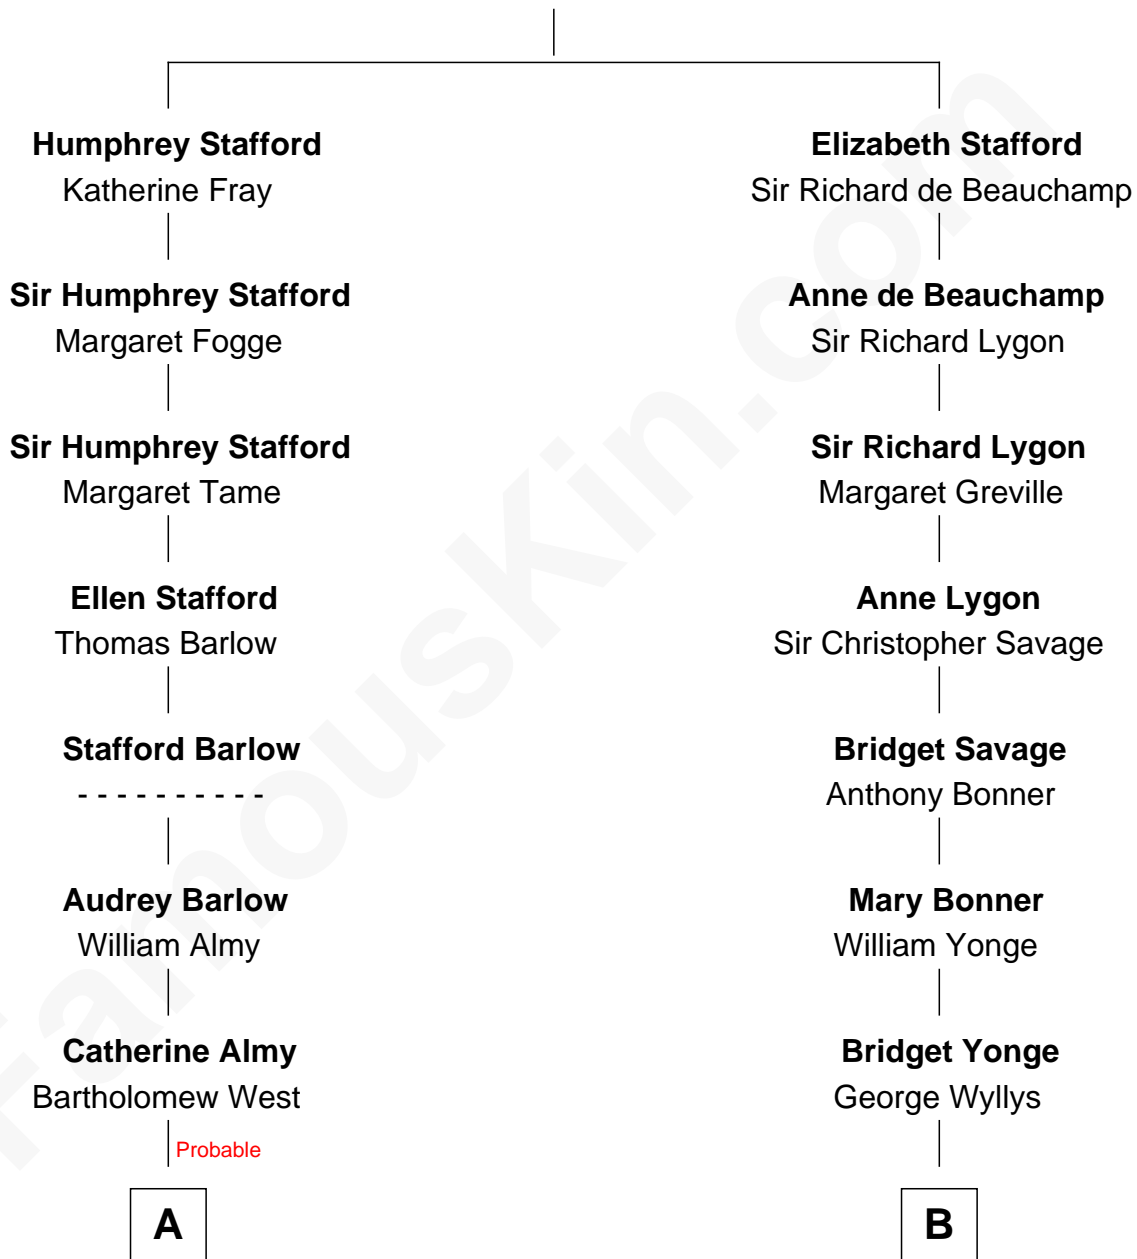 Humphrey Stafford
Katherine Fray
Sir Humphrey Stafford
Margaret Fogge
Sir Humphrey Stafford
Margaret Tame
Ellen Stafford
Thomas Barlow
Stafford Barlow
- - - - - - - - - -
Audrey Barlow
William Almy
Catherine Almy
Bartholomew West
Probable
A
Elizabeth Stafford
Sir Richard de Beauchamp
Anne de Beauchamp
Sir Richard Lygon
Sir Richard Lygon
Margaret Greville
Anne Lygon
Sir Christopher Savage
Bridget Savage
Anthony Bonner
Mary Bonner
William Yonge
Bridget Yonge
George Wyllys
B
FamousKin.com